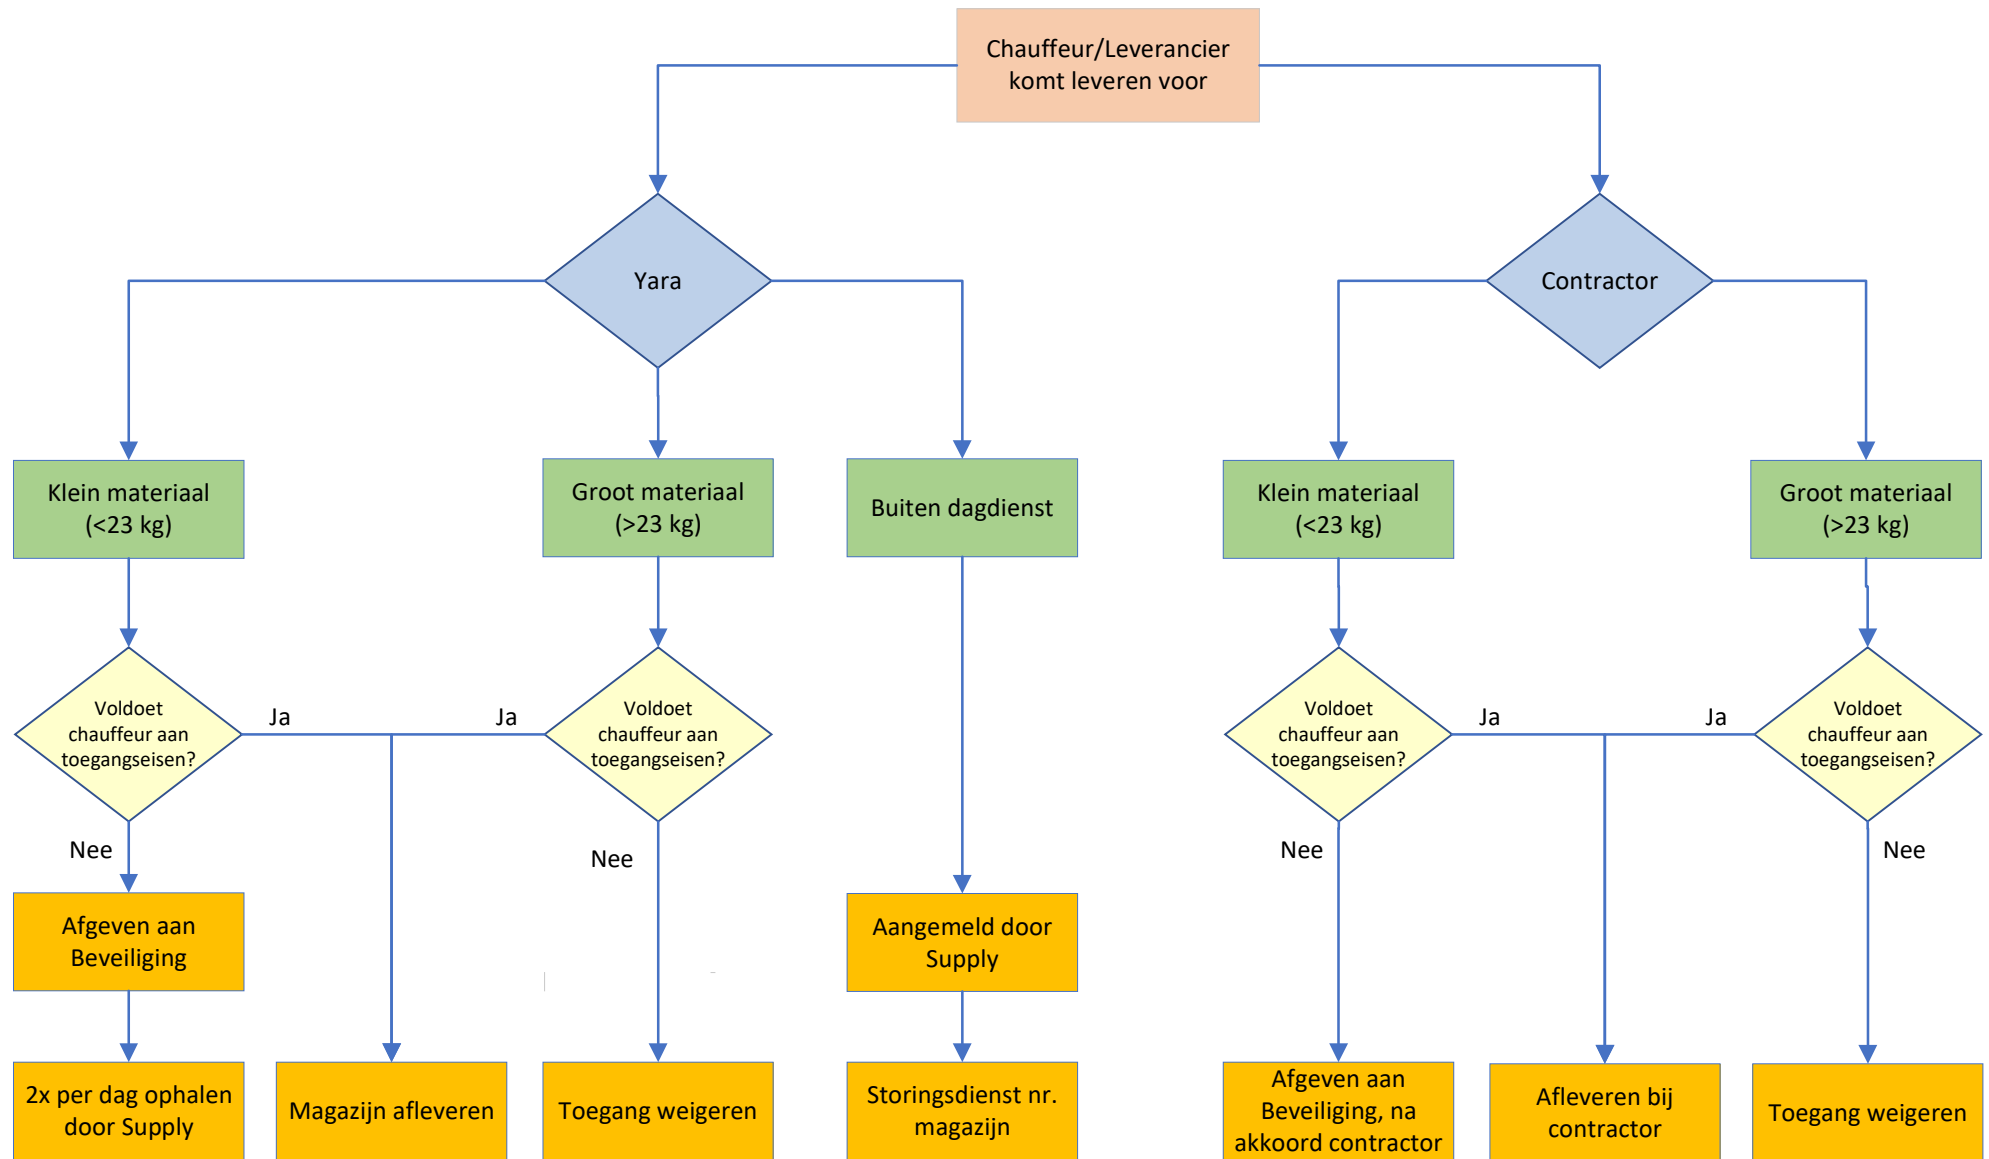 Chauffeur/Leverancier
komt leveren voor
Yara
Contractor
Klein materiaal
(<23 kg)
Groot materiaal
(>23 kg)
Buiten dagdienst
Klein materiaal
(<23 kg)
Groot materiaal
(>23 kg)
Voldoet
chauffeur aan
toegangseisen?
Ja
Ja
Voldoet
chauffeur aan
toegangseisen?
Voldoet
chauffeur aan
toegangseisen?
Ja
Ja
Voldoet
chauffeur aan
toegangseisen?
Nee
Nee
Nee
Nee
Afgeven aan
Beveiliging
Aangemeld door
Supply
2x per dag ophalen
door Supply
Magazijn afleveren
Toegang weigeren
Storingsdienst nr.
magazijn
Afgeven aan
Beveiliging, na
akkoord contractor
Afleveren bij
contractor
Toegang weigeren